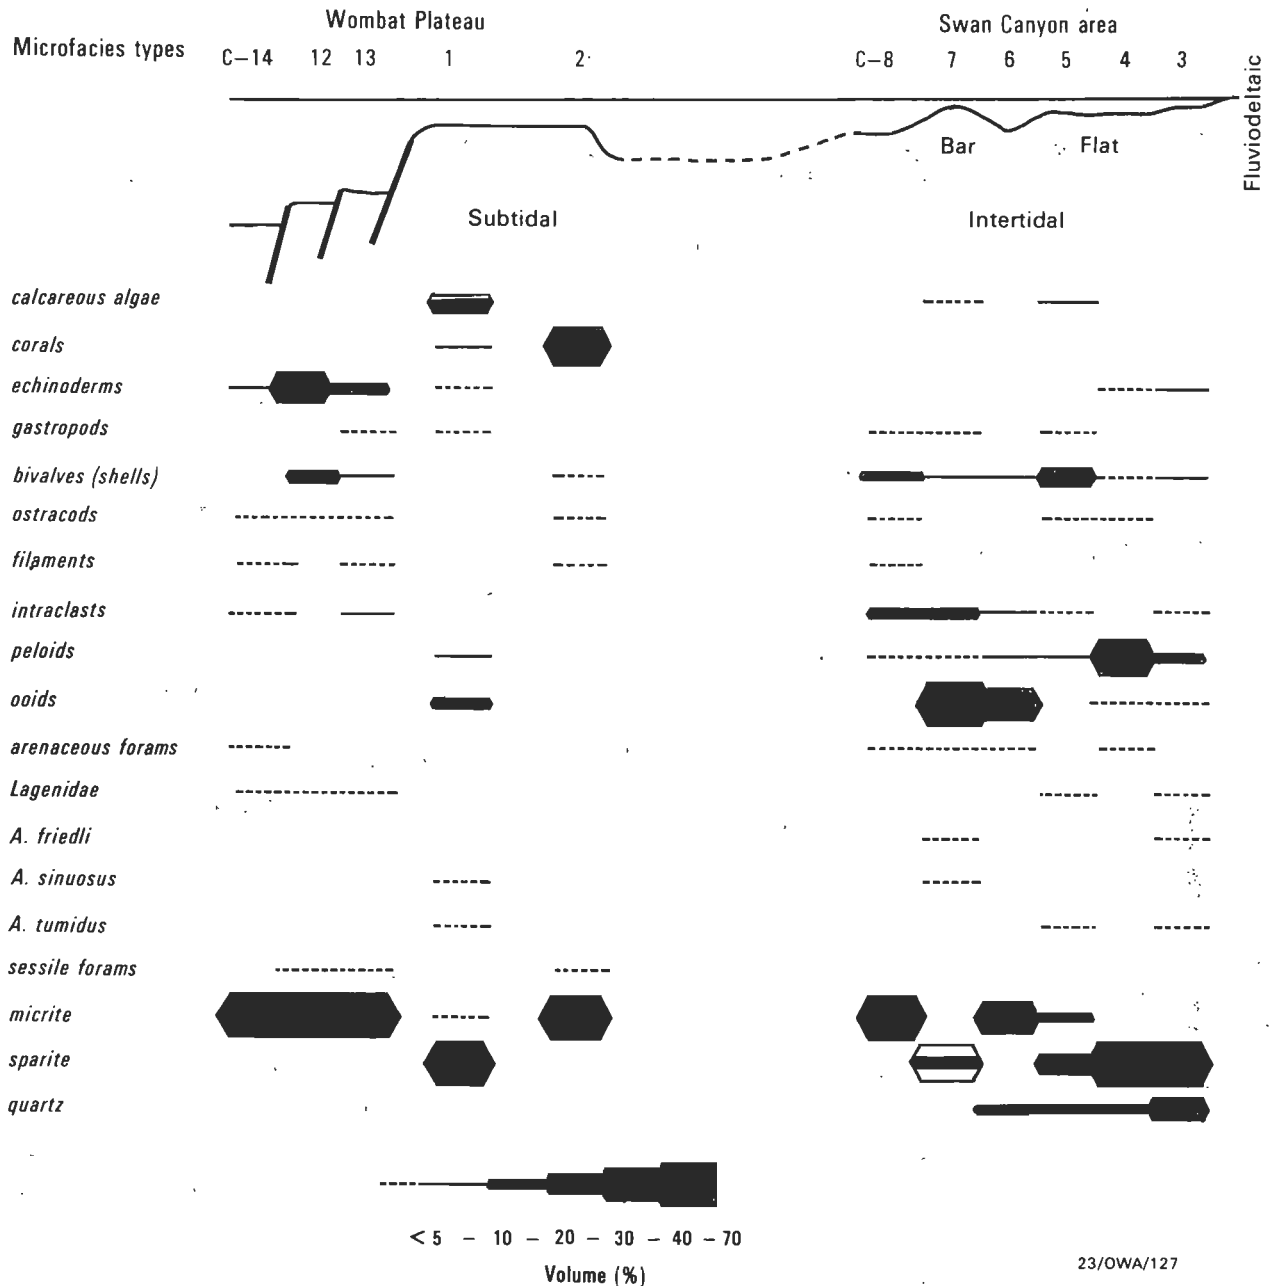 Wombat Plateau
Swan Canyon area
Microfacies types
C–14 12 13 1 2
C–8 7 6 5 4 3
Fluviodeltaic
Bar
Flat
Subtidal
Intertidal
calcareous algae
corals
echinoderms
gastropods
bivalves (shells)
ostracods
filaments
intraclasts
peloids
ooids
arenaceous forams
Lagenidae
A. friedli
A. sinuosus
A. tumidus
sessile forams
micrite
sparite
quartz
< 5 – 10 – 20 – 30 – 40 – 70
Volume (%)
23/OWA/127